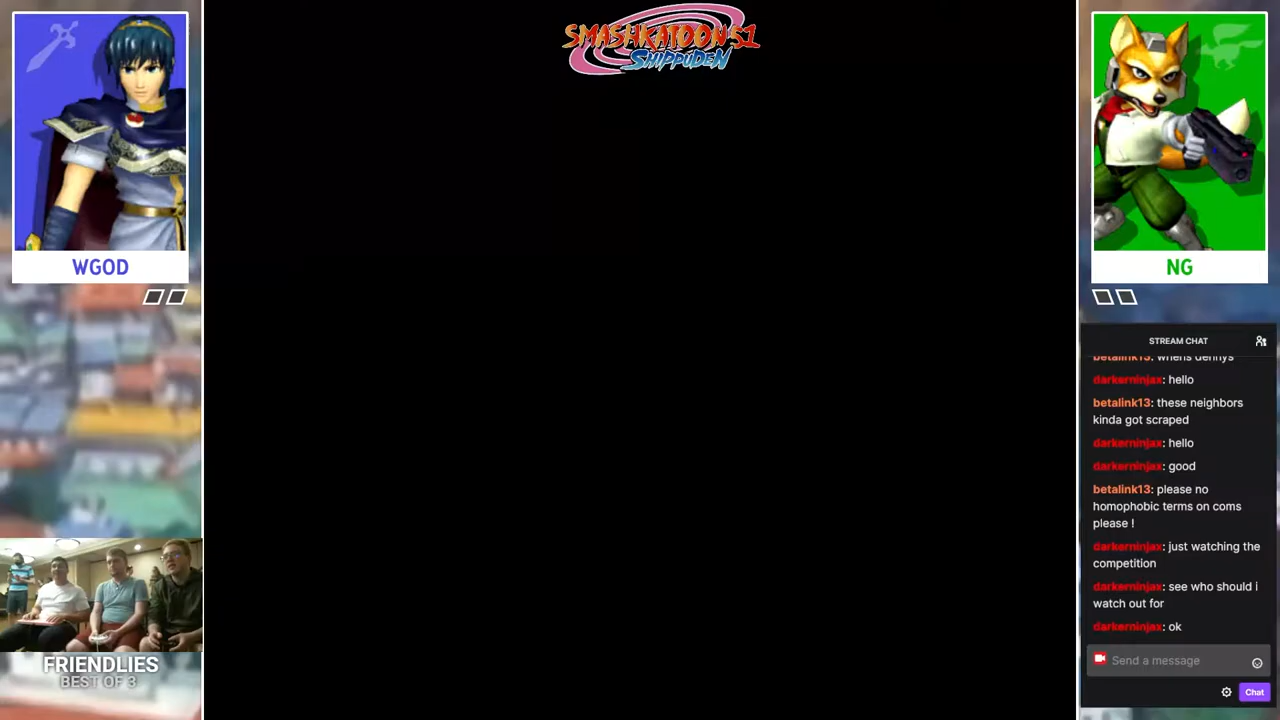 SMASHKATOON 51
SHIPPUDEN
WGOD
NG
STREAM CHAT
betalink13: whens dennys
darkerninjax: hello
betalink13: these neighbors
kinda got scraped
darkerninjax: hello
darkerninjax: good
betalink13: please no
homophobic terms on coms
please !
darkerninjax: just watching the
competition
darkerninjax: see who should i
watch out for
darkerninjax: ok
Send a message
Chat
FRIENDLIES
BEST OF 3